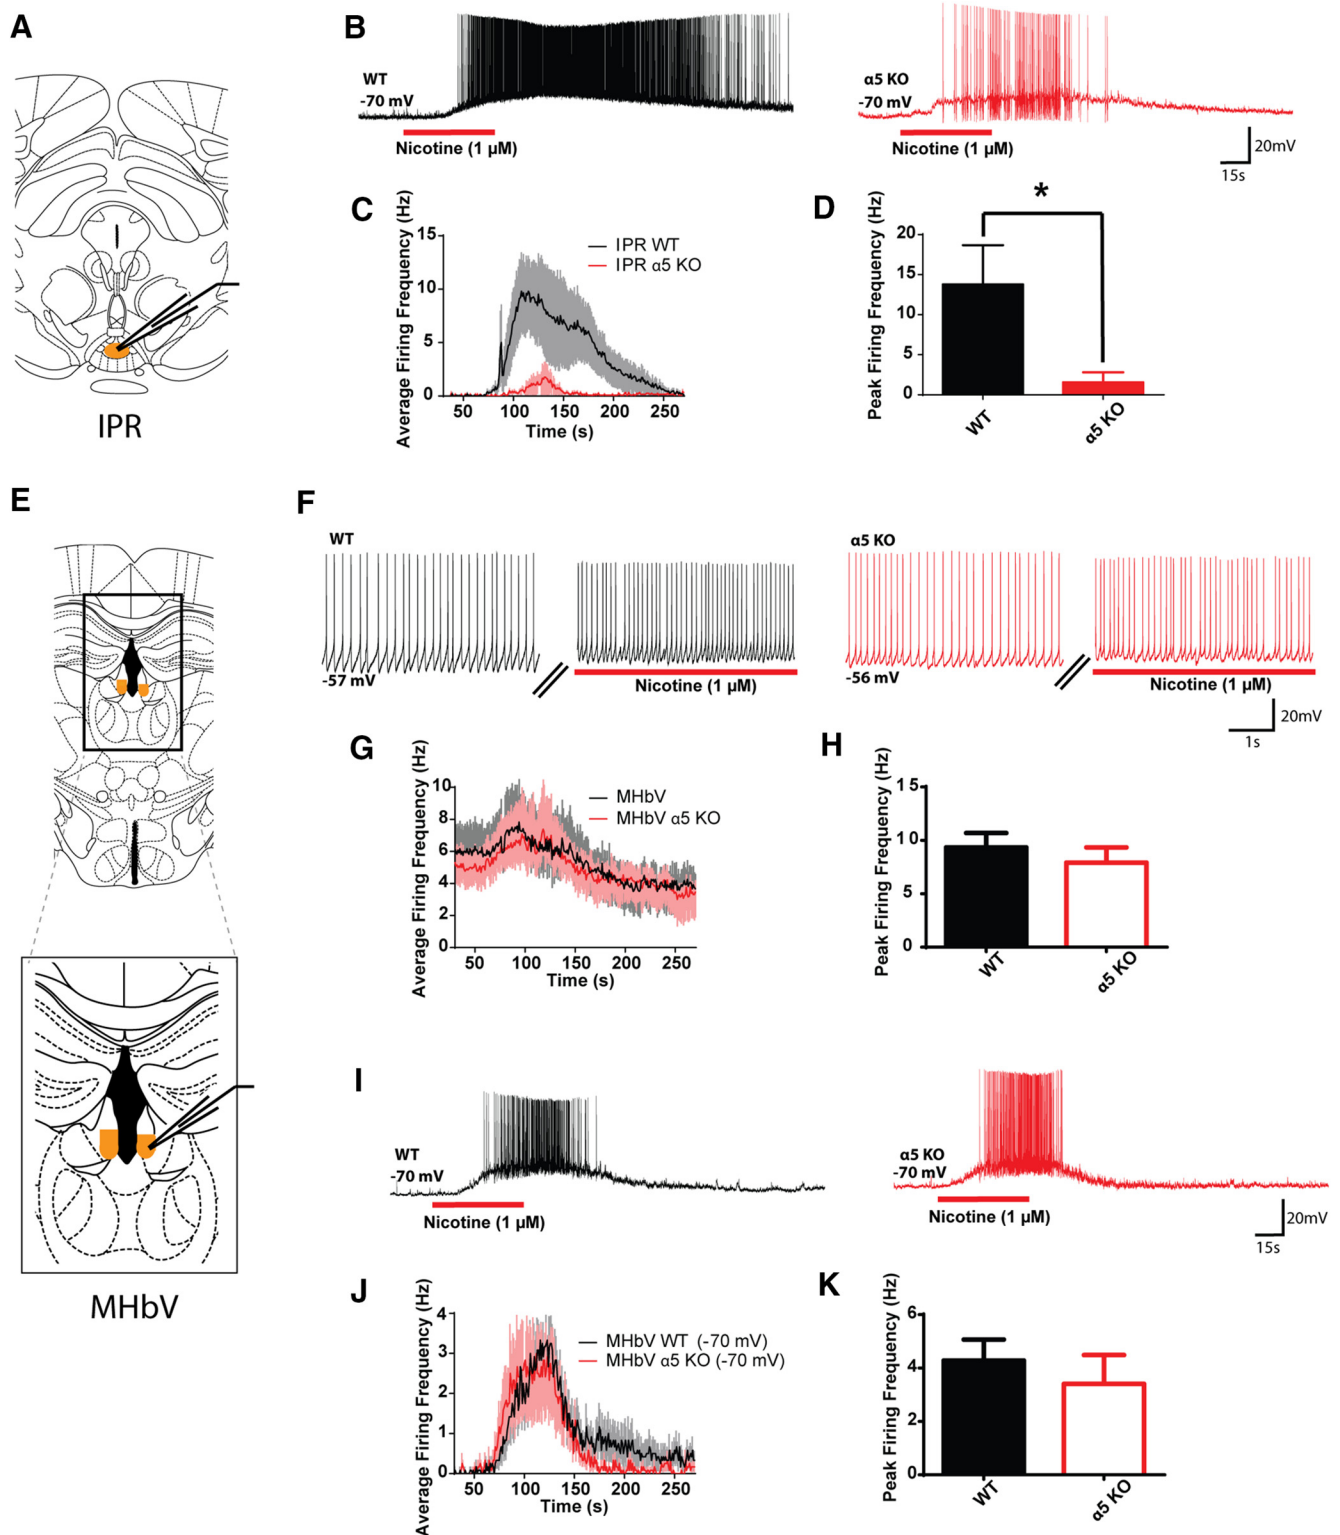 A
IPR
B
WT
-70 mV
Nicotine (1 µM)
α5 KO
-70 mV
Nicotine (1 µM)
20mV
15s
C
Average Firing Frequency (Hz)
15
10
5
0
50 100 150 200 250
Time (s)
IPR WT
IPR α5 KO
D
Peak Firing Frequency (Hz)
20
15
10
5
0
*
WT
α5 KO
E
MHbV
F
WT
-57 mV
Nicotine (1 µM)
α5 KO
-56 mV
Nicotine (1 µM)
20mV
1s
G
Average Firing Frequency (Hz)
10
8
6
4
2
0
50 100 150 200 250
Time (s)
MHbV
MHbV α5 KO
H
Peak Firing Frequency (Hz)
15
10
5
0
WT
α5 KO
I
WT
-70 mV
Nicotine (1 µM)
α5 KO
-70 mV
Nicotine (1 µM)
20mV
15s
J
Average Firing Frequency (Hz)
4
3
2
1
0
50 100 150 200 250
Time (s)
MHbV WT (-70 mV)
MHbV α5 KO (-70 mV)
K
Peak Firing Frequency (Hz)
6
4
2
0
WT
α5 KO